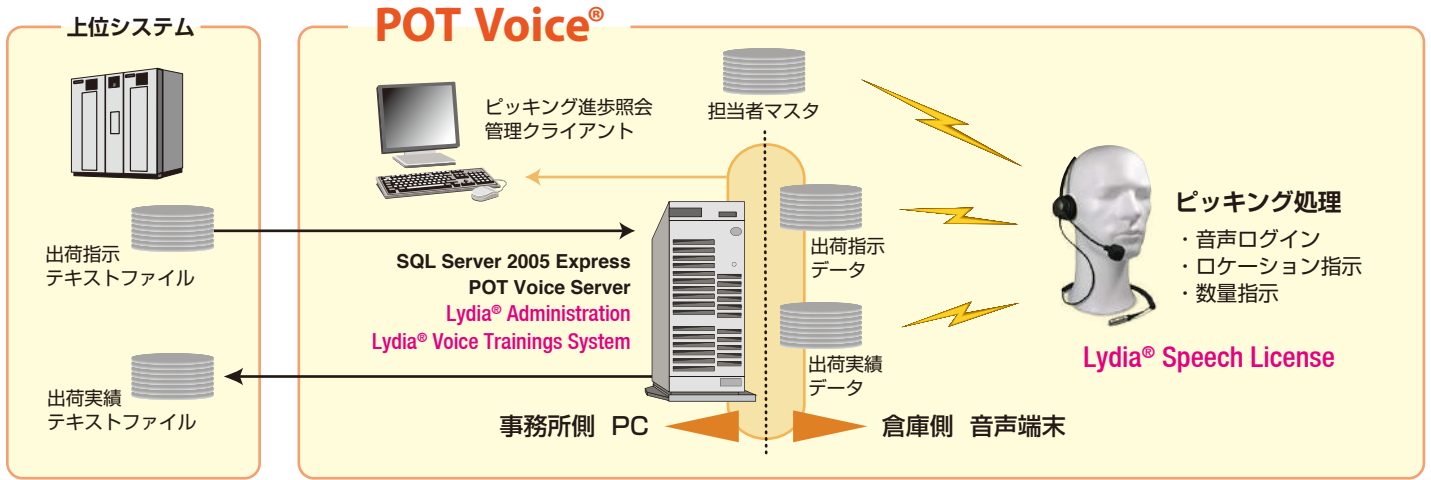 上位システム
出荷指示
テキストファイル
出荷実績
テキストファイル
POT Voice®
ピッキング進歩照会
管理クライアント
担当者マスタ
SQL Server 2005 Express
POT Voice Server
Lydia® Administration
Lydia® Voice Trainings System
出荷指示
データ
出荷実績
データ
事務所側 PC
倉庫側 音声端末
ピッキング処理
・音声ログイン
・ロケーション指示
・数量指示
Lydia® Speech License